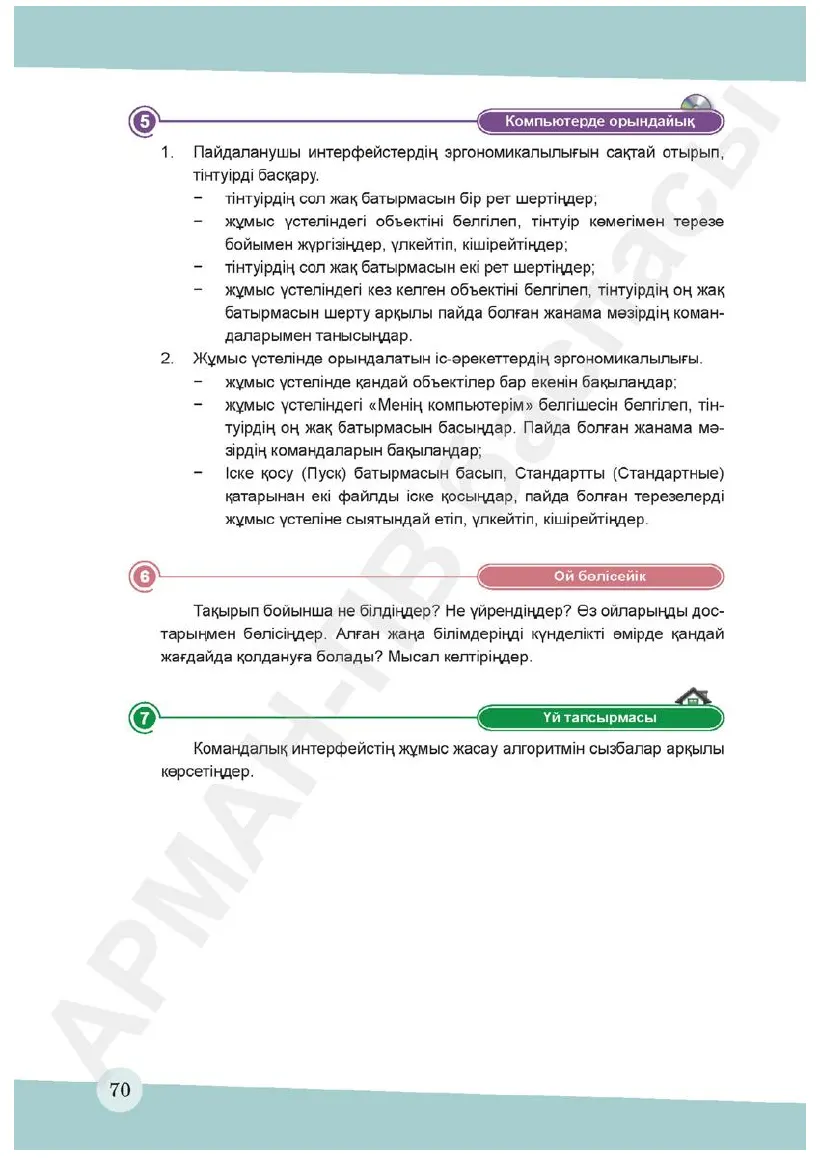 5
Компьютерде орындайық
1. Пайдаланушы интерфейстердің эргономикалылығын сақтай отырып,
тінтуірді басқару.
− тінтуірдің сол жақ батырмасын бір рет шертіңдер;
− жұмыс үстеліндегі объектіні белгілеп, тінтуір көмегімен терезе
бойымен жүргізіңдер, үлкейтіп, кішірейтіңдер;
− тінтуірдің сол жақ батырмасын екі рет шертіңдер;
− жұмыс үстеліндегі кез келген объектіні белгілеп, тінтуірдің оң жақ
батырмасын шерту арқылы пайда болған жанама мәзірдің коман-
даларымен танысыңдар.
2. Жұмыс үстелінде орындалатын іс-әрекеттердің эргономикалылығы.
− жұмыс үстелінде қандай объектілер бар екенін бақылаңдар;
− жұмыс үстеліндегі «Менің компьютерім» белгішесін белгілеп, тін-
туірдің оң жақ батырмасын басыңдар. Пайда болған жанама мә-
зірдің командаларын бақылаңдар;
− Іске қосу (Пуск) батырмасын басып, Стандартты (Стандартные)
қатарынан екі файлды іске қосыңдар, пайда болған терезелерді
жұмыс үстеліне сыятындай етіп, үлкейтіп, кішірейтіңдер.
6
Ой бөлісейік
Тақырып бойынша не білдіңдер? Не үйрендіңдер? Өз ойларыңды дос-
тарыңмен бөлісіңдер. Алған жаңа білімдеріңді күнделікті өмірде қандай
жағдайда қолдануға болады? Мысал келтіріңдер.
7
Үй тапсырмасы
Командалық интерфейстің жұмыс жасау алгоритмін сызбалар арқылы
көрсетіңдер.
70
АРМАН-ПВ баспасы